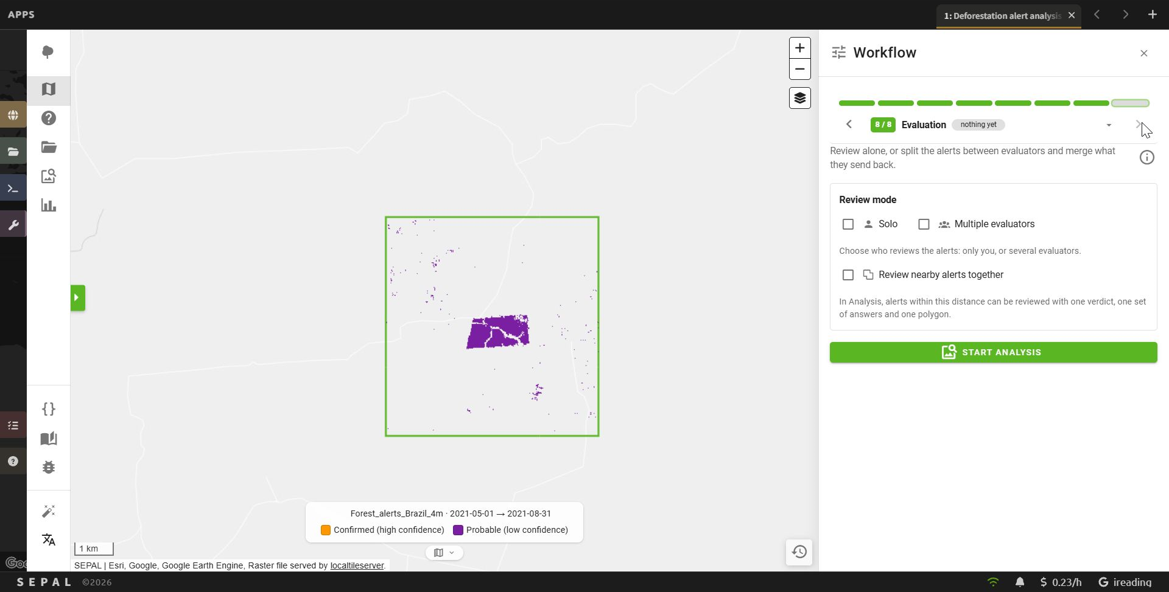 APPS
1: Deforestation alert analysis
Workflow
8 / 8 Evaluation nothing yet
Review alone, or split the alerts between evaluators and merge what
they send back.
Review mode
Solo
Multiple evaluators
Choose who reviews the alerts: only you, or several evaluators.
Review nearby alerts together
In Analysis, alerts within this distance can be reviewed with one verdict, one set
of answers and one polygon.
START ANALYSIS
Forest_alerts_Brazil_4m · 2021-05-01 → 2021-08-31
Confirmed (high confidence) Probable (low confidence)
1 km
SEPAL | Esri, Google, Google Earth Engine, Raster file served by localtileserver.
SEPAL ©2026
$ 0.23/h
ireading